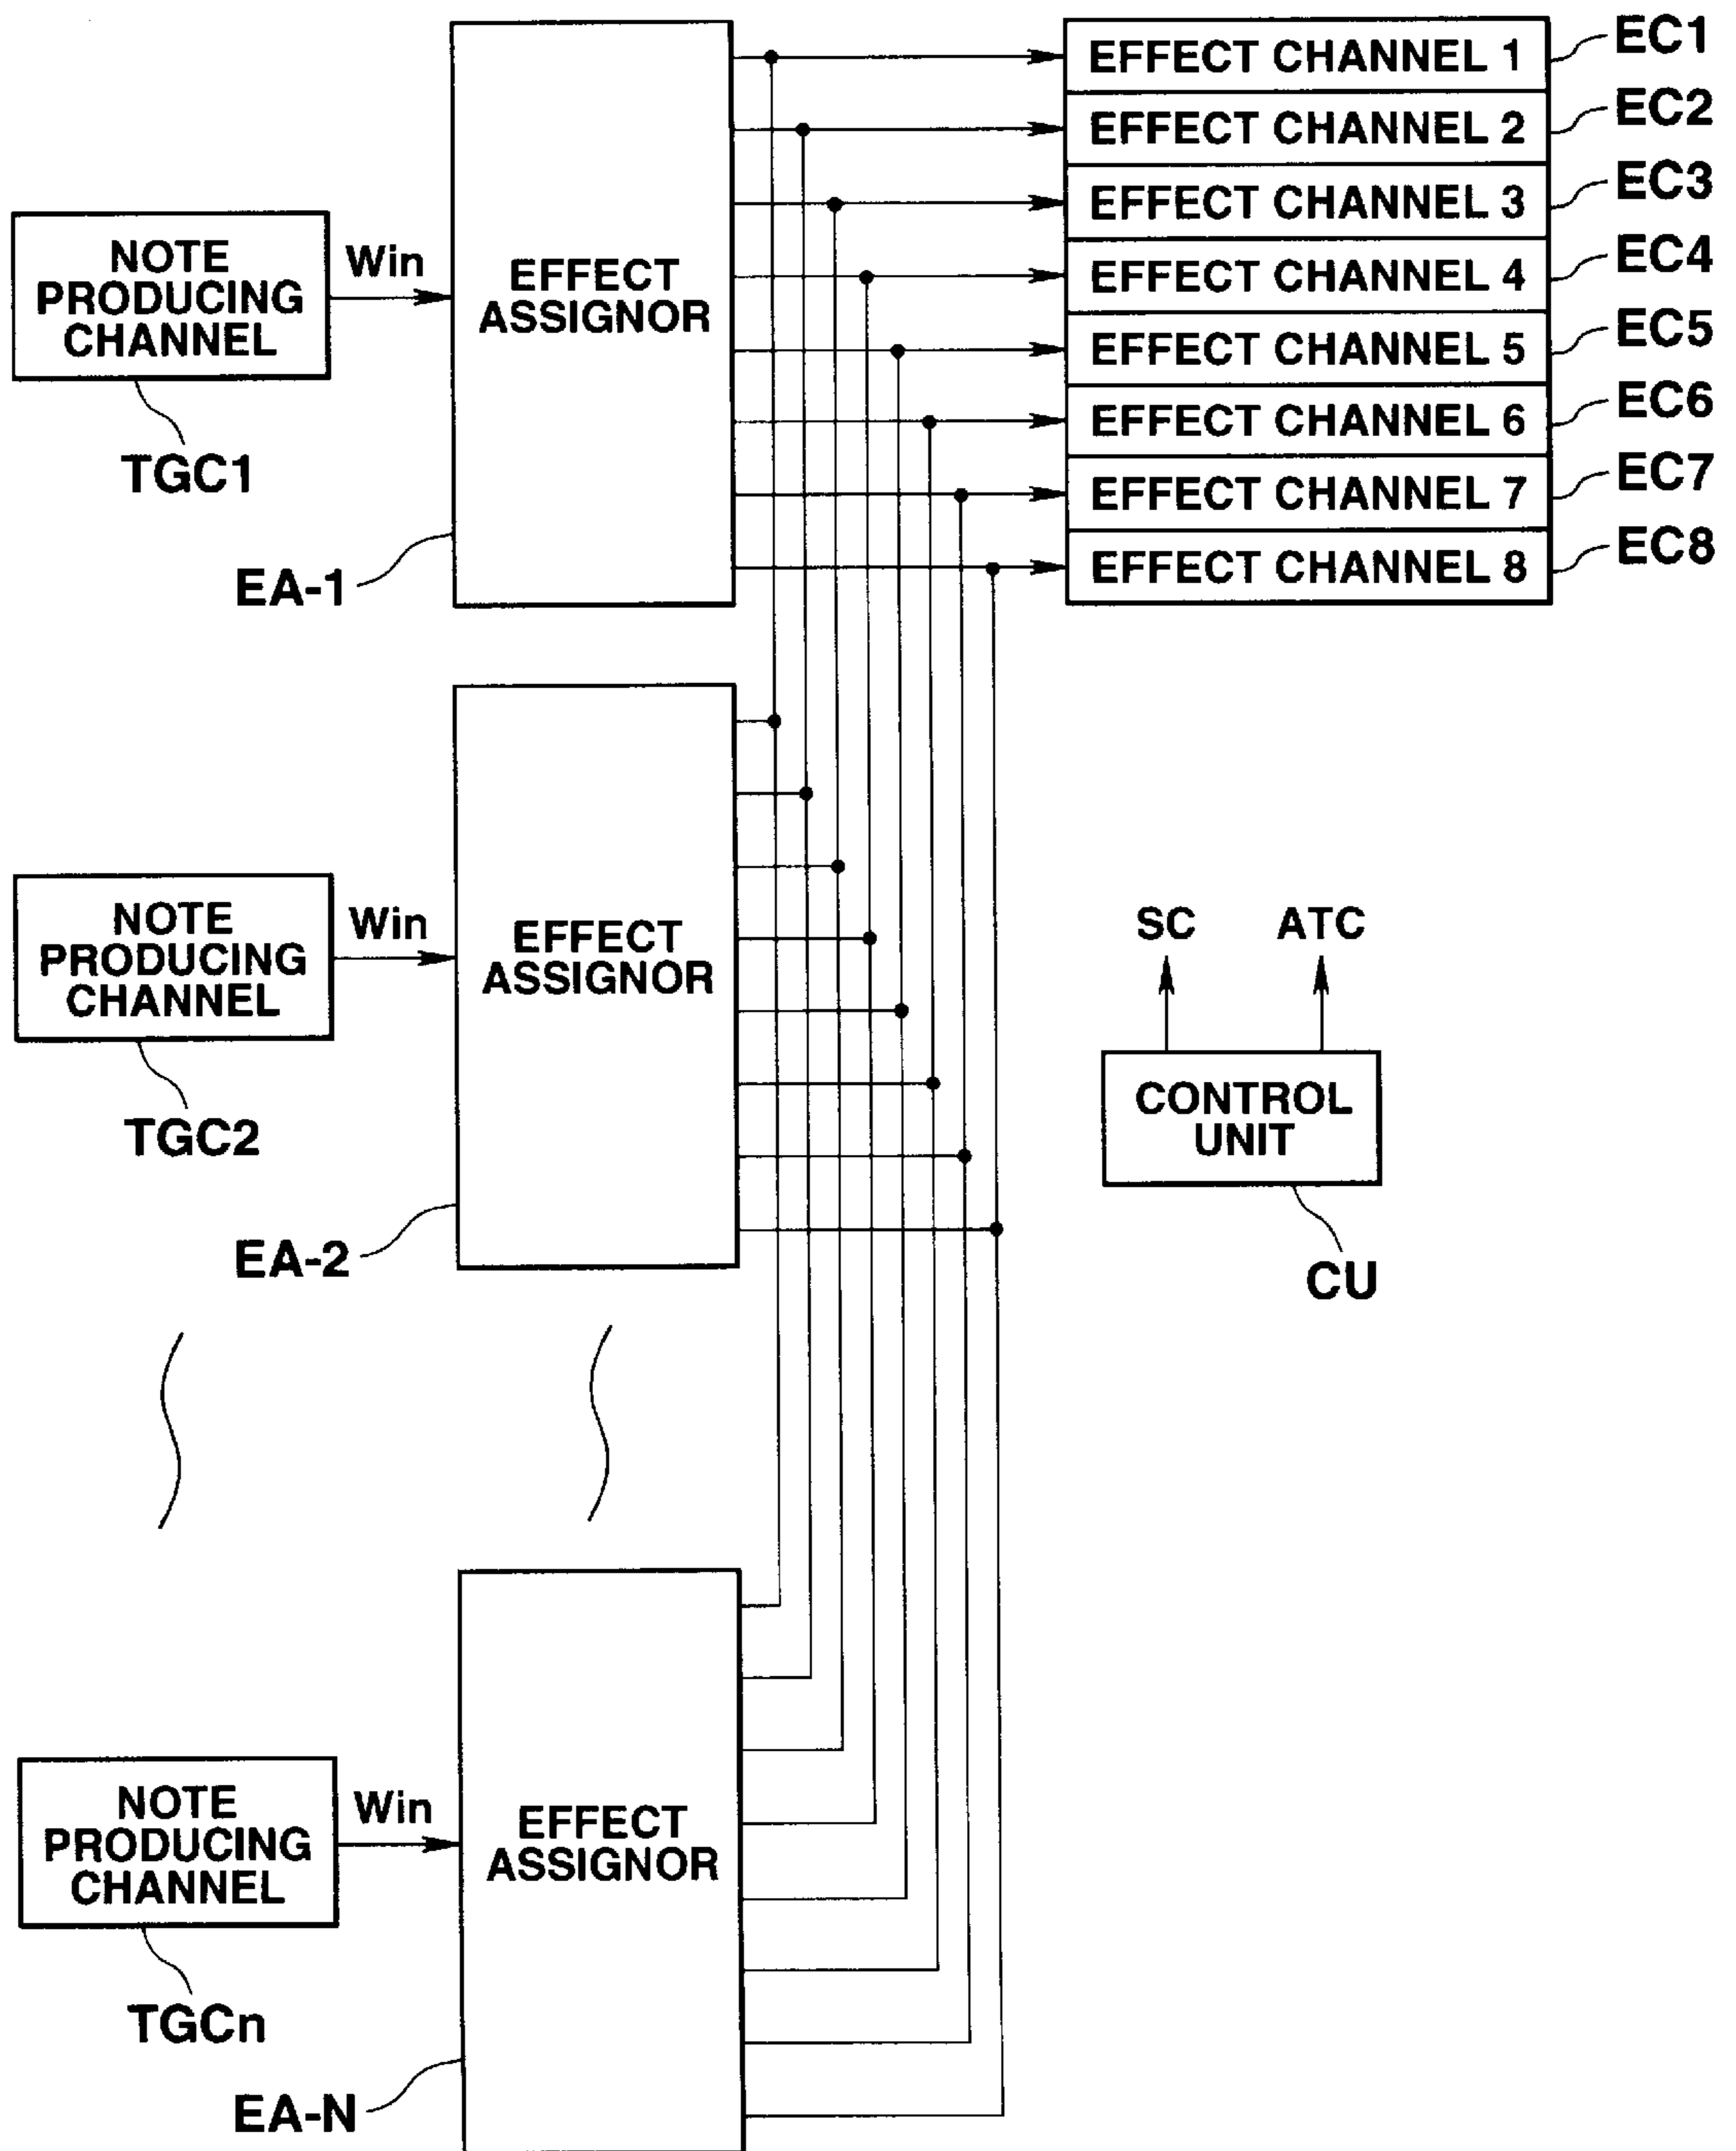 EFFECT CHANNEL 1
EC1
EFFECT CHANNEL 2
EC2
EFFECT CHANNEL 3
EC3
EFFECT CHANNEL 4
EC4
EFFECT CHANNEL 5
EC5
EFFECT CHANNEL 6
EC6
EFFECT CHANNEL 7
EC7
EFFECT CHANNEL 8
EC8
NOTE
PRODUCING
CHANNEL
Win
EFFECT
ASSIGNOR
TGC1
EA-1
NOTE
PRODUCING
CHANNEL
Win
EFFECT
ASSIGNOR
TGC2
EA-2
SC
ATC
CONTROL
UNIT
CU
NOTE
PRODUCING
CHANNEL
Win
EFFECT
ASSIGNOR
TGCn
EA-N